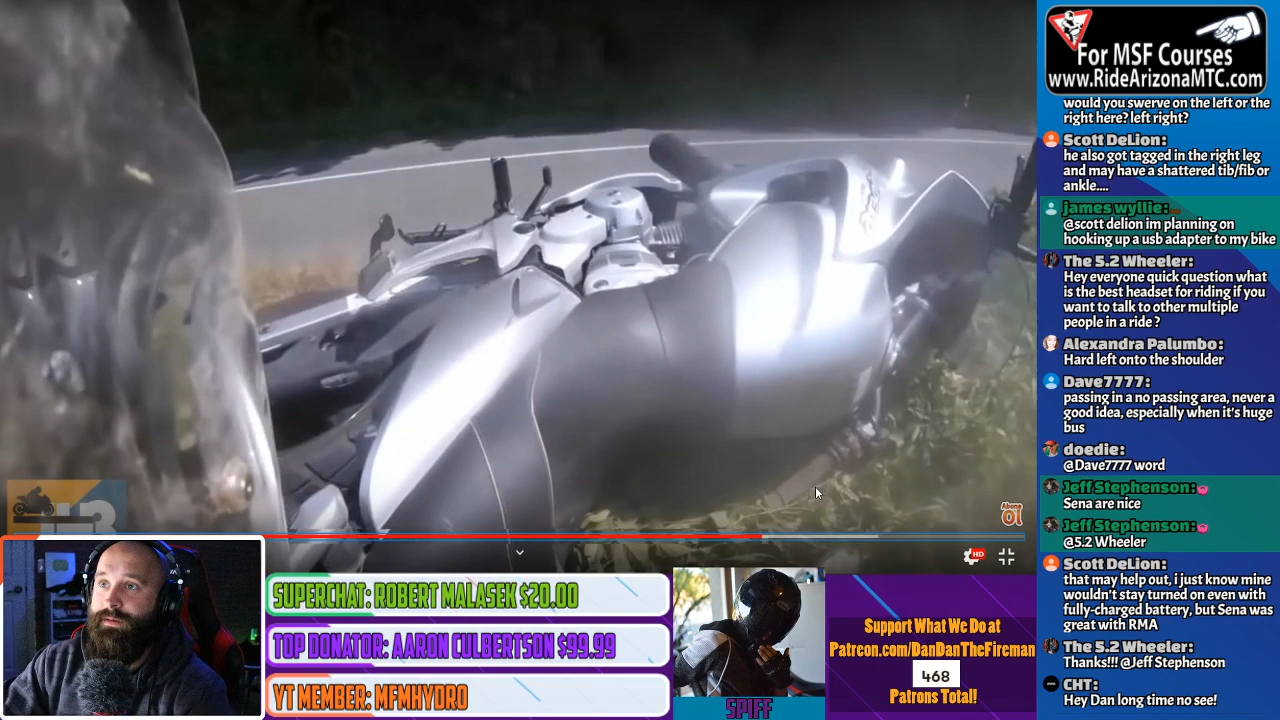 For MSF Courses
www.RideArizonaMTC.com
would you swerve on the left or the
right here? left right?
Scott DeLion:
he also got tagged in the right leg
and may have a shattered tib/fib or
ankle....
james wyllie:
@scott delion im planning on
hooking up a usb adapter to my bike
The 5.2 Wheeler:
Hey everyone quick question what
is the best headset for riding if you
want to talk to other multiple
people in a ride ?
Alexandra Palumbo:
Hard left onto the shoulder
Dave7777:
passing in a no passing area, never a
good idea, especially when it's huge
bus
doedie:
@Dave7777 word
Jeff Stephenson:
Sena are nice
Jeff Stephenson:
@5.2 Wheeler
Scott DeLion:
that may help out, i just know mine
wouldn't stay turned on even with
fully-charged battery, but Sena was
great with RMA
The 5.2 Wheeler:
Thanks!!! @Jeff Stephenson
CHT:
Hey Dan long time no see!
Abone
Ol
HD
SUPERCHAT: ROBERT MALASEK $20.00
TOP DONATOR: AARON CULBERTSON $99.99
YT MEMBER: MFMHYDRO
SPIFF
Support What We Do at
Patreon.com/DanDanTheFireman
468
Patrons Total!